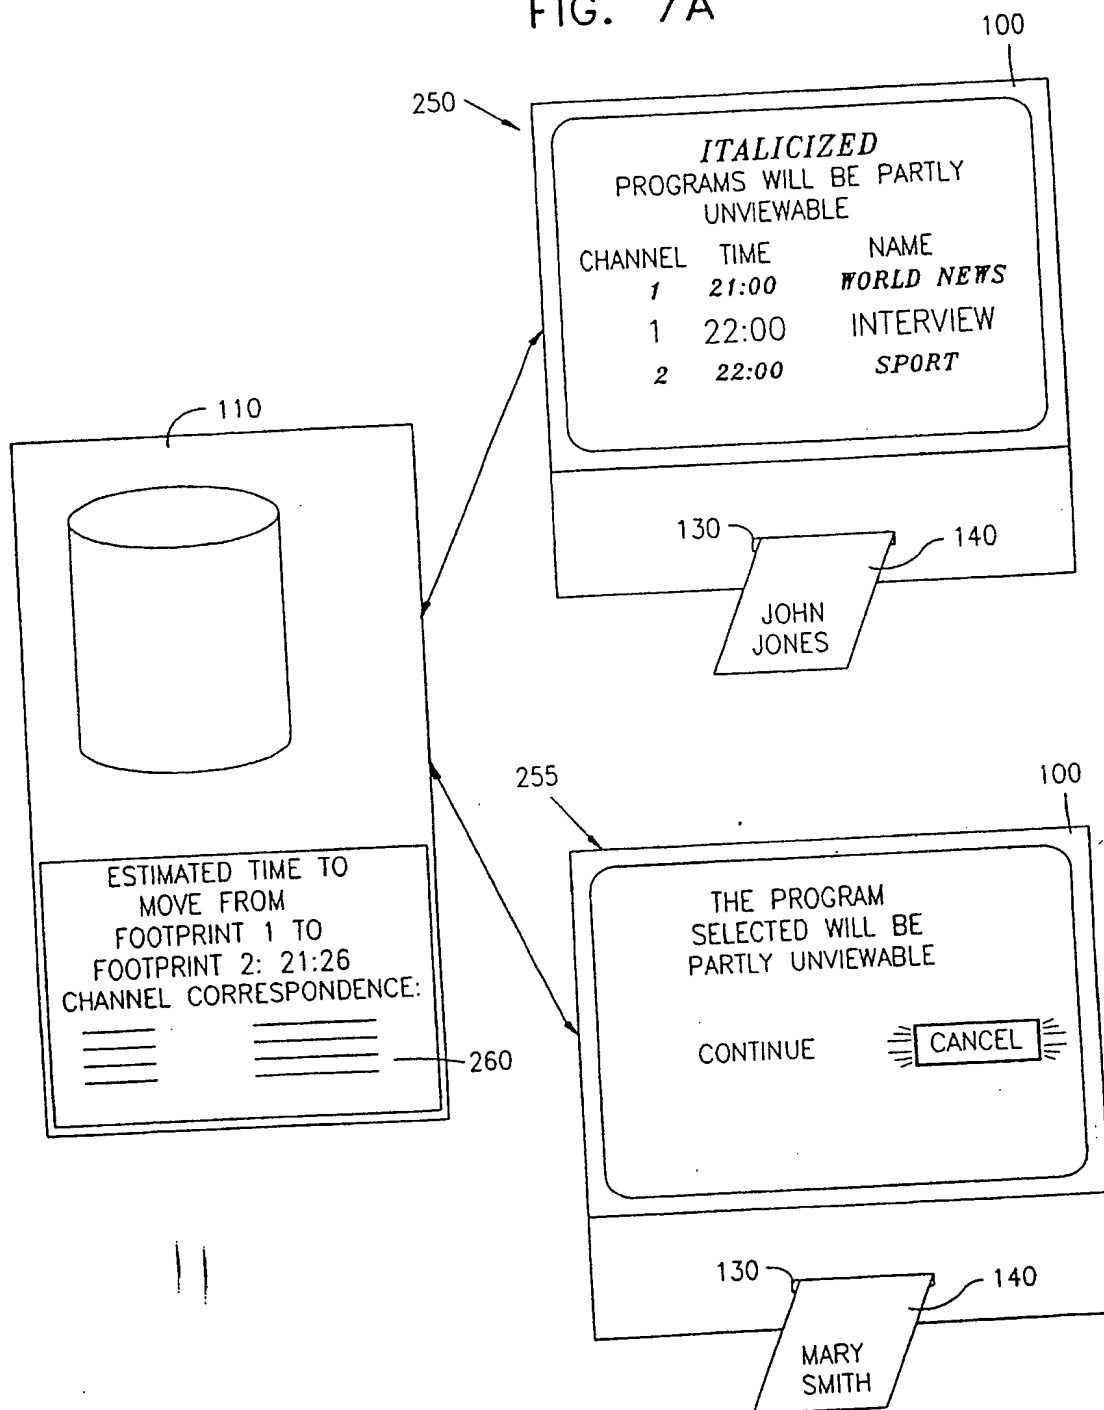 FIG. 7A
100
250
ITALICIZED
PROGRAMS WILL BE PARTLY
UNVIEWABLE
CHANNEL TIME NAME
1 21:00 WORLD NEWS
1 22:00 INTERVIEW
2 22:00 SPORT
110
130
140
JOHN
JONES
255
100
ESTIMATED TIME TO
MOVE FROM
FOOTPRINT 1 TO
FOOTPRINT 2: 21:26
CHANNEL CORRESPONDENCE:
260
THE PROGRAM
SELECTED WILL BE
PARTLY UNVIEWABLE
CONTINUE CANCEL
130
140
MARY
SMITH